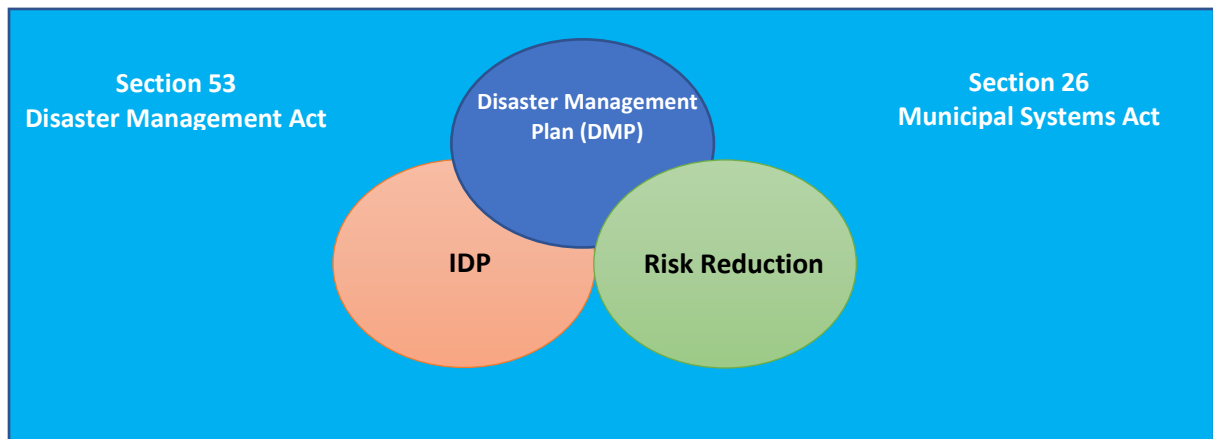 Section 53
Disaster Management Act
Disaster Management
Plan (DMP)
Section 26
Municipal Systems Act
IDP
Risk Reduction